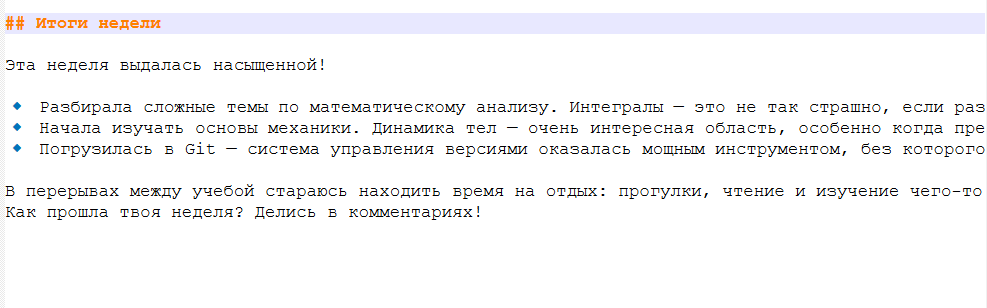 ## Итоги недели
Эта неделя выдалась насыщенной!
🔹 Разбирала сложные темы по математическому анализу. Интегралы — это не так страшно, если раз
🔹 Начала изучать основы механики. Динамика тел — очень интересная область, особенно когда пре
🔹 Погрузилась в Git — система управления версиями оказалась мощным инструментом, без которого
В перерывах между учебой стараюсь находить время на отдых: прогулки, чтение и изучение чего-то
Как прошла твоя неделя? Делись в комментариях!